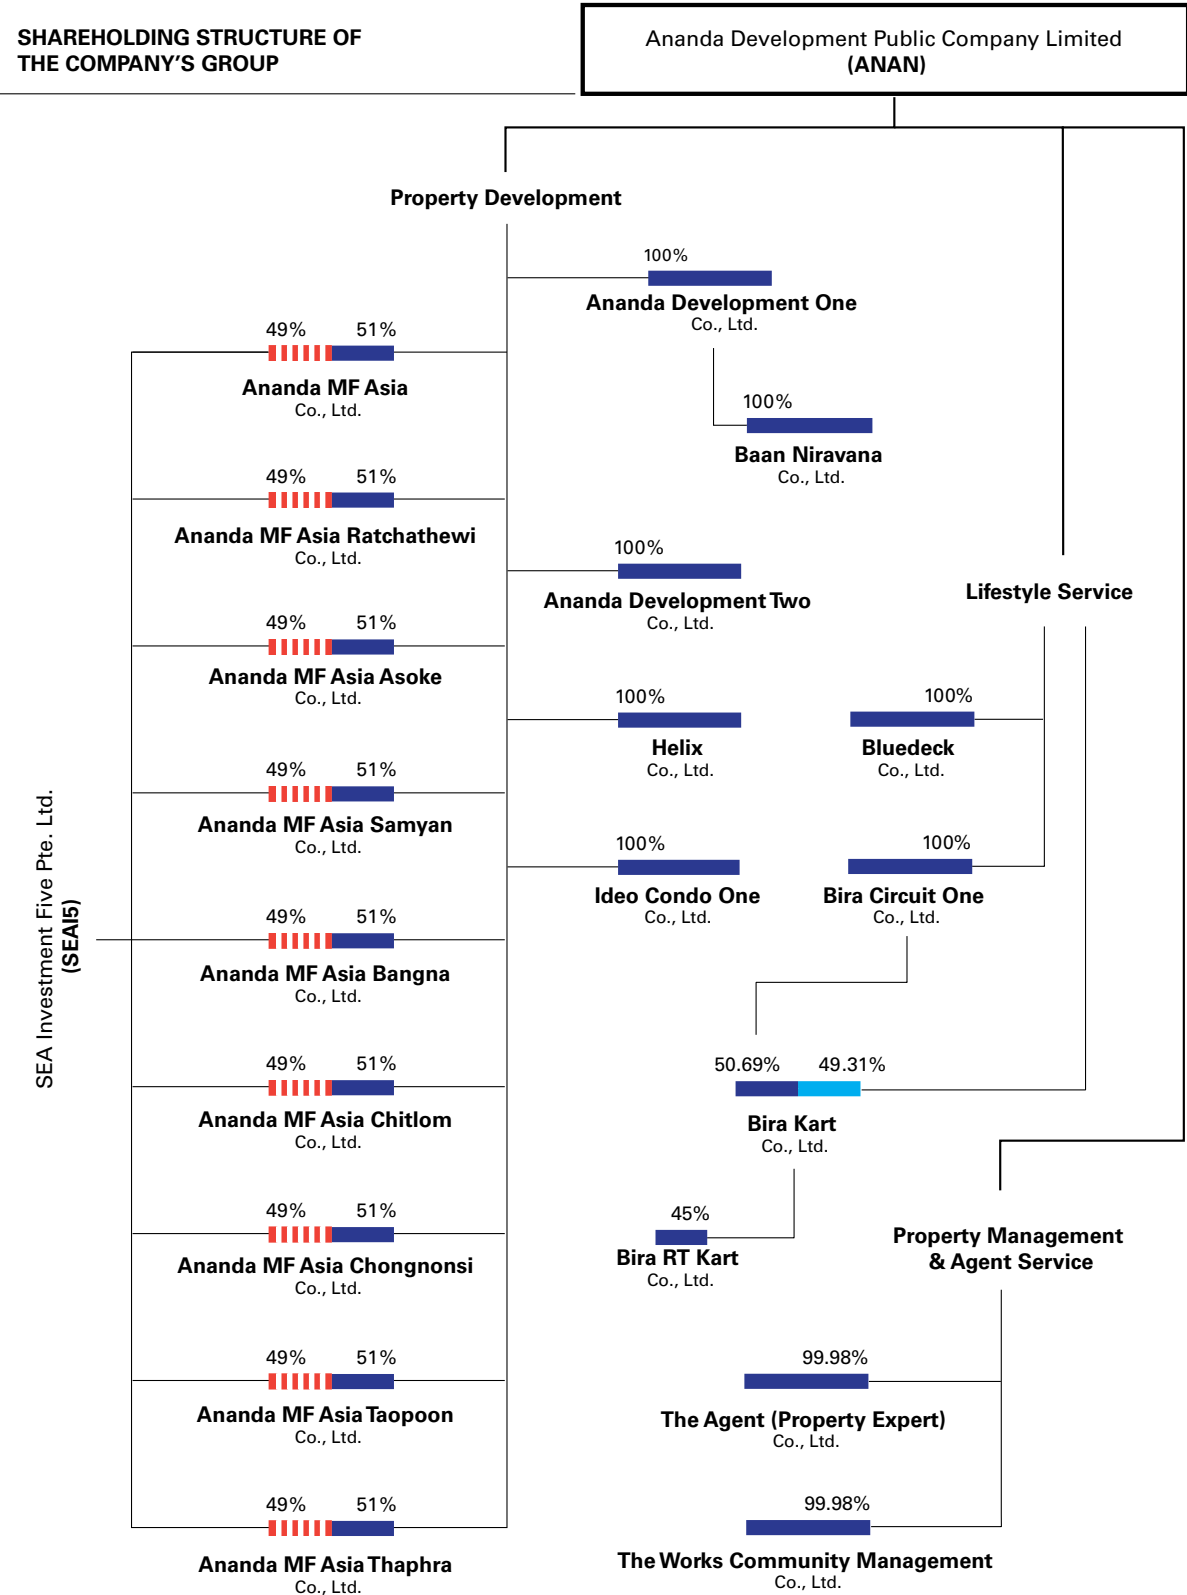 SHAREHOLDING STRUCTURE OF
THE COMPANY'S GROUP
Ananda Development Public Company Limited
(ANAN)
Property Development
100%
Ananda Development One
Co., Ltd.
100%
Baan Niravana
Co., Ltd.
100%
Ananda Development Two
Co., Ltd.
100%
Helix
Co., Ltd.
100%
Ideo Condo One
Co., Ltd.
SEA Investment Five Pte. Ltd.
(SEAI5)
49% 51%
Ananda MF Asia
Co., Ltd.
49% 51%
Ananda MF Asia Ratchathewi
Co., Ltd.
49% 51%
Ananda MF Asia Asoke
Co., Ltd.
49% 51%
Ananda MF Asia Samyan
Co., Ltd.
49% 51%
Ananda MF Asia Bangna
Co., Ltd.
49% 51%
Ananda MF Asia Chitlom
Co., Ltd.
49% 51%
Ananda MF Asia Chongnonsi
Co., Ltd.
49% 51%
Ananda MF Asia Taopoon
Co., Ltd.
49% 51%
Ananda MF Asia Thaphra
Co., Ltd.
Lifestyle Service
100%
Bluedeck
Co., Ltd.
100%
Bira Circuit One
Co., Ltd.
50.69% 49.31%
Bira Kart
Co., Ltd.
45%
Bira RT Kart
Co., Ltd.
Property Management
& Agent Service
99.98%
The Agent (Property Expert)
Co., Ltd.
99.98%
The Works Community Management
Co., Ltd.